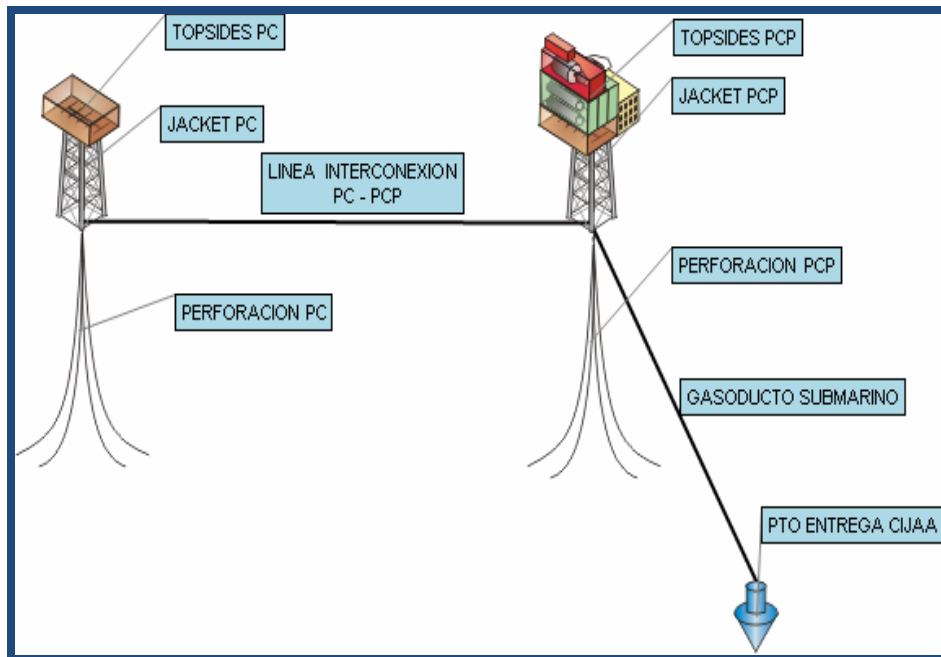 TOPSIDES PC
TOPSIDES PCP
JACKET PC
JACKET PCP
LINEA INTERCONEXION
PC - PCP
PERFORACION PCP
PERFORACION PC
GASODUCTO SUBMARINO
PTO ENTREGA CIJAA